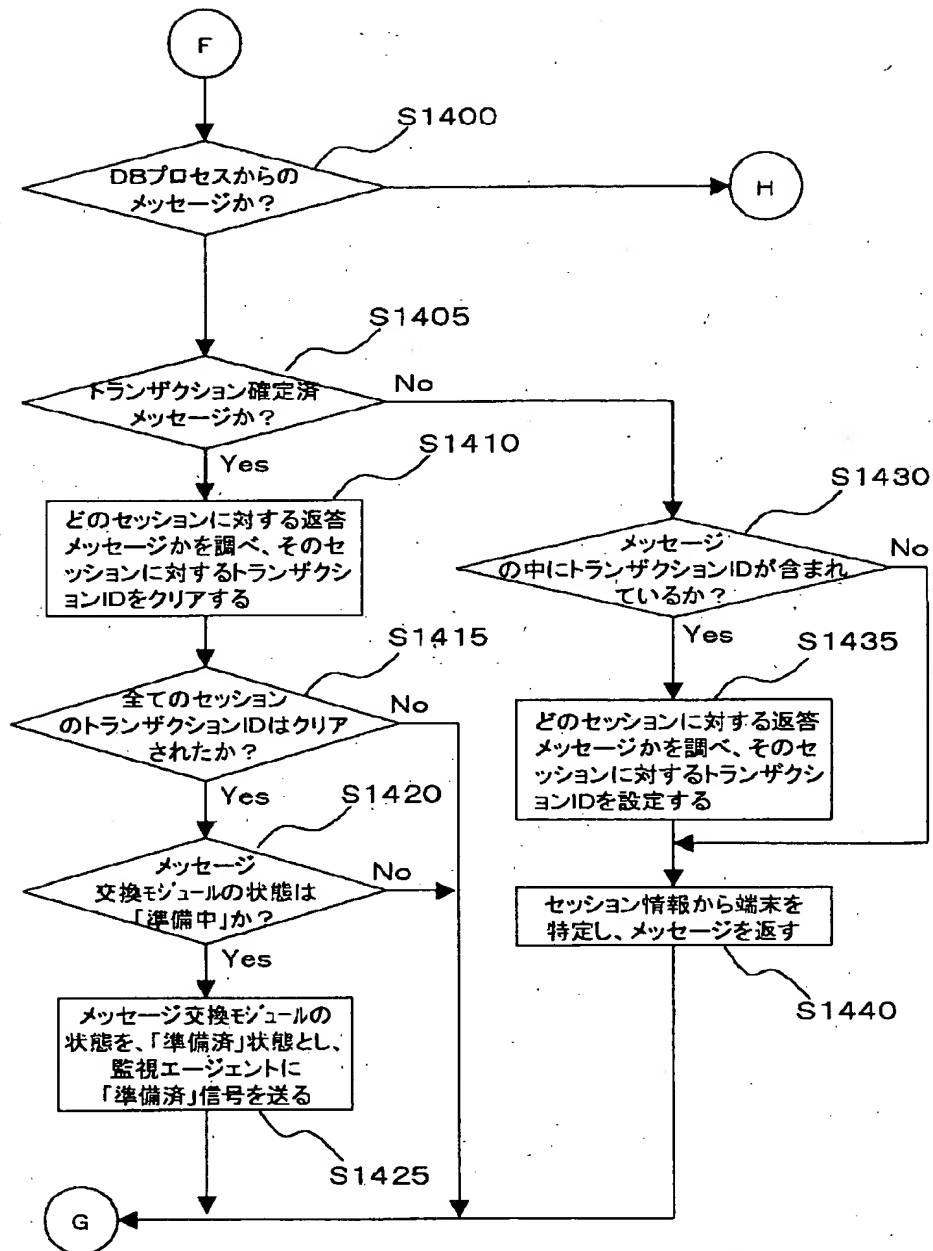 F
S1400
DBプロセスからの
メッセージか？
H
S1405
トランザクション確定済
メッセージか？
No
Yes
S1410
どのセッションに対する返答
メッセージかを調べ、そのセ
ッションに対するトランザクシ
ョンIDをクリアする
S1415
全てのセッション
のトランザクションIDはクリア
されたか？
No
Yes
S1420
メッセージ
交換モジュールの状態は
「準備中」か？
No
Yes
メッセージ交換モジュールの
状態を、「準備済」状態とし、
監視エージェントに
「準備済」信号を送る
S1425
S1430
メッセージ
の中にトランザクションIDが含まれ
ているか？
No
Yes
S1435
どのセッションに対する返答
メッセージかを調べ、そのセ
ッションに対するトランザクシ
ョンIDを設定する
セッション情報から端末を
特定し、メッセージを返す
S1440
G